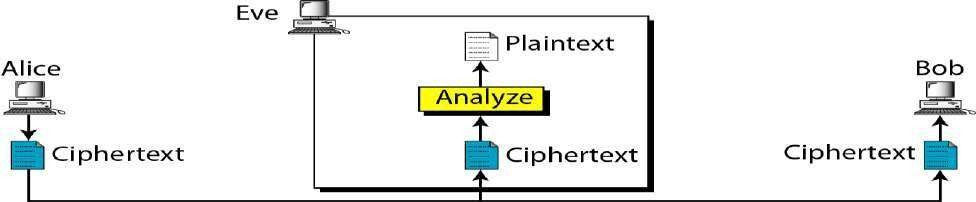 Eve
Plaintext
Alice
Bob
Analyze
Ciphertext
Ciphertext
Ciphertext